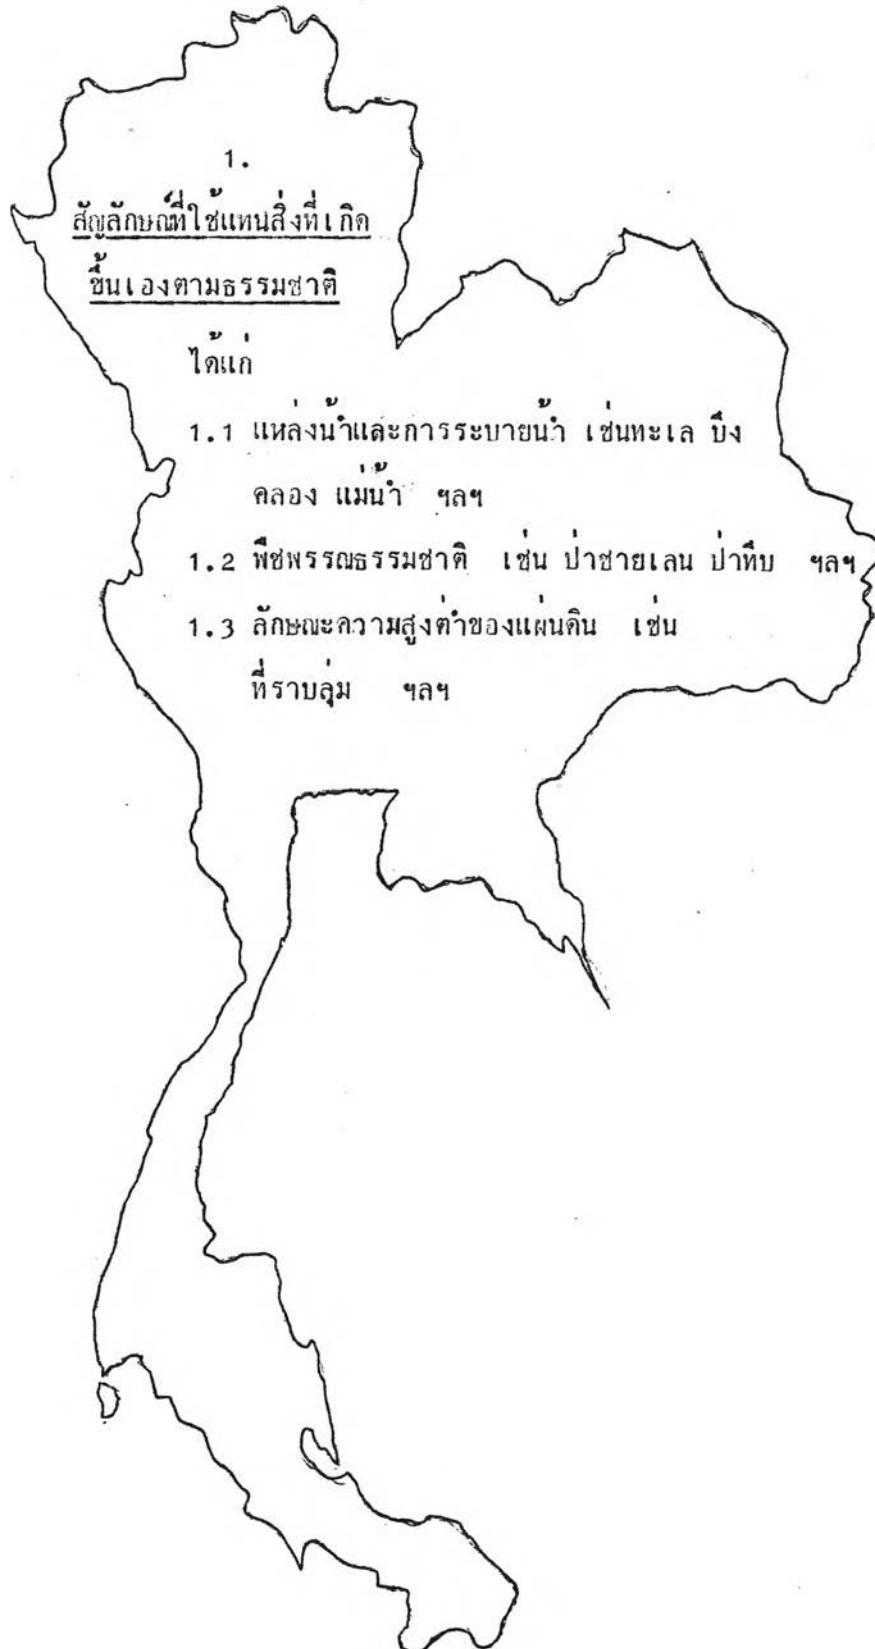 1.
สัญลักษณ์ที่ใช้แทนสิ่งที่เกิด
ขึ้นเองตามธรรมชาติ
ได้แก่
1.1 แหล่งน้ำและการระบายน้ำ เช่นทะเล บึง
คลอง แม่น้ำ ฯลฯ
1.2 พืชพรรณธรรมชาติ เช่น ป่าชายเลน ป่าทึบ ฯลฯ
1.3 ลักษณะความสูงต่ำของแผ่นดิน เช่น
ที่ราบลุ่ม ฯลฯ